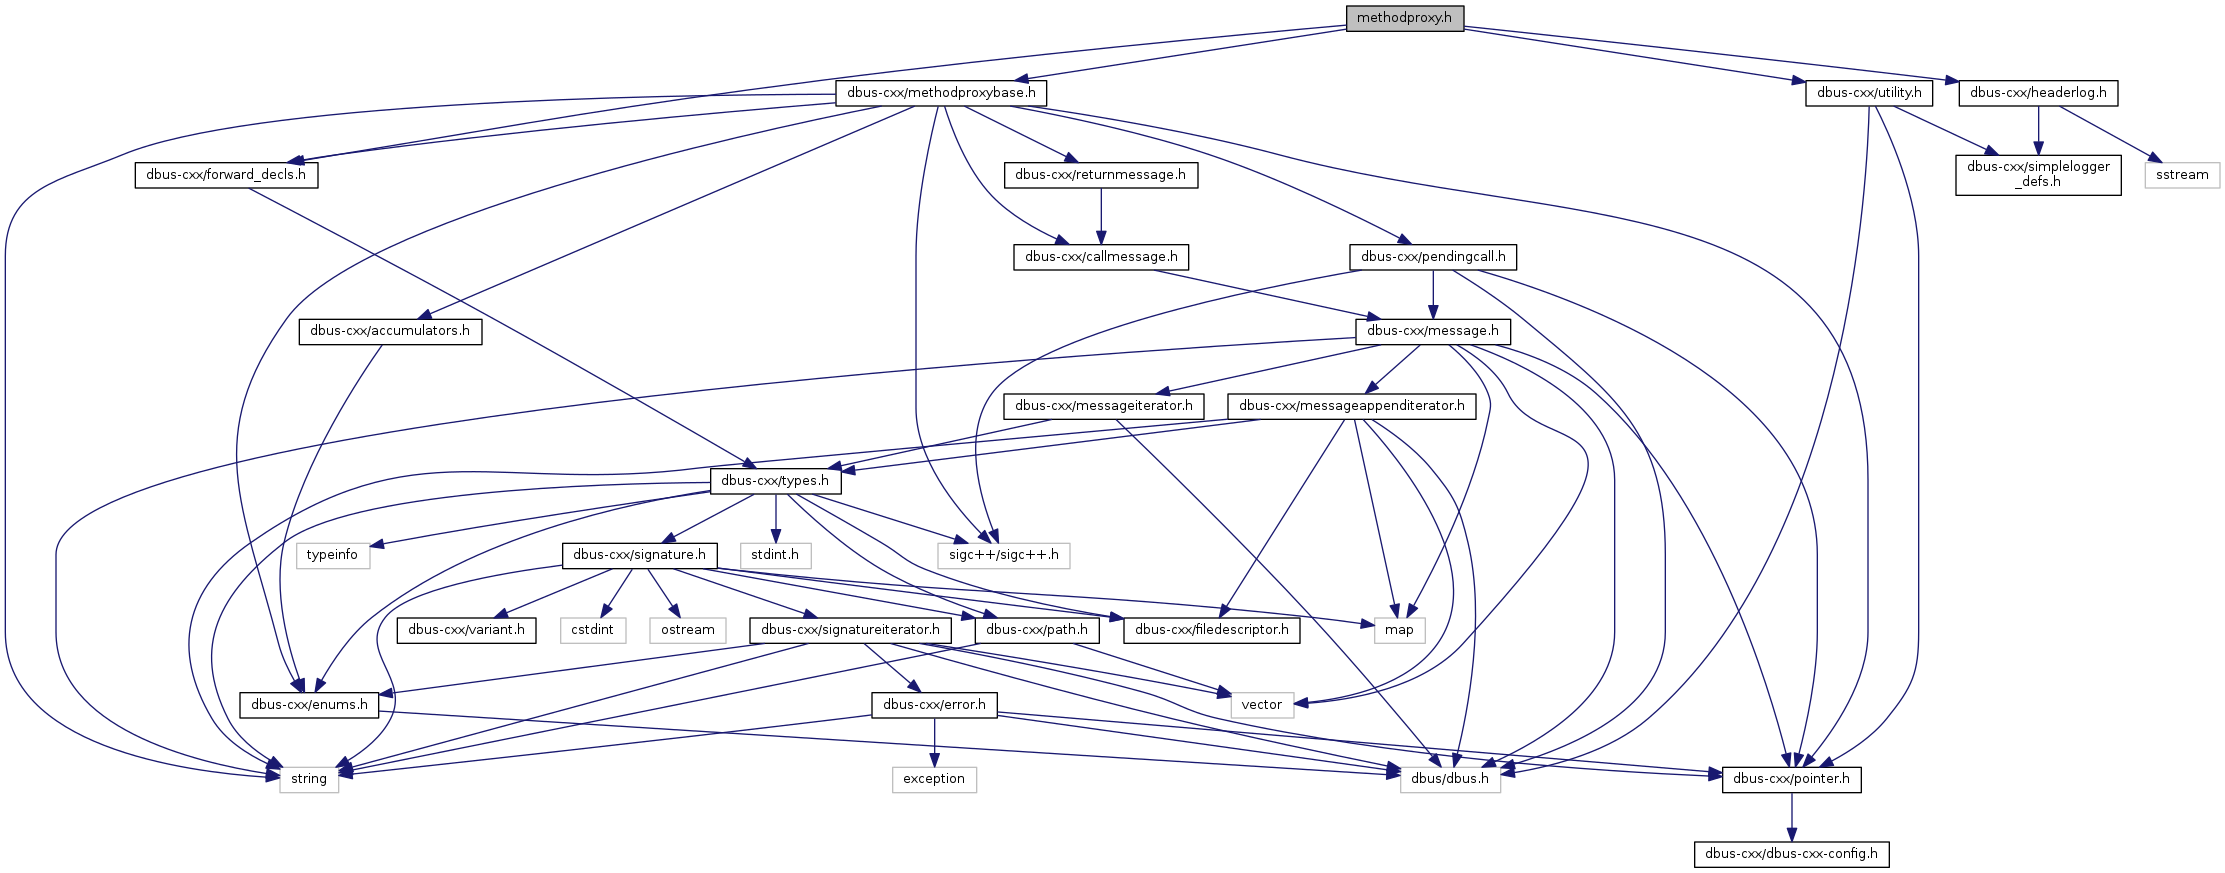 methodproxy.h
dbus-cxx/methodproxybase.h
dbus-cxx/utility.h
dbus-cxx/headerlog.h
dbus-cxx/forward_decls.h
dbus-cxx/returnmessage.h
dbus-cxx/simplelogger
_defs.h
sstream
dbus-cxx/callmessage.h
dbus-cxx/pendingcall.h
dbus-cxx/accumulators.h
dbus-cxx/message.h
dbus-cxx/messageiterator.h
dbus-cxx/messageappenditerator.h
dbus-cxx/types.h
typeinfo
dbus-cxx/signature.h
stdint.h
sigc++/sigc++.h
dbus-cxx/variant.h
cstdint
ostream
dbus-cxx/signatureiterator.h
dbus-cxx/path.h
dbus-cxx/filedescriptor.h
map
dbus-cxx/enums.h
dbus-cxx/error.h
vector
string
exception
dbus/dbus.h
dbus-cxx/pointer.h
dbus-cxx/dbus-cxx-config.h